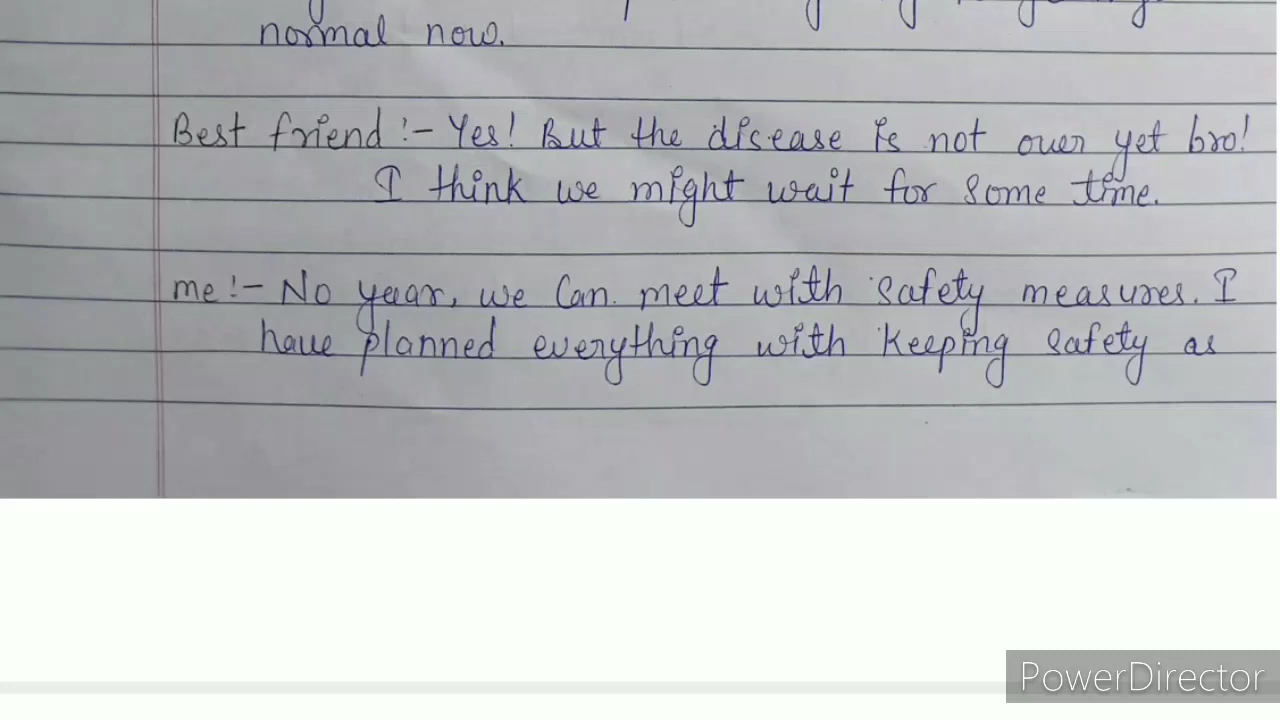 normal now.
Best friend :- Yes! But the disease is not over yet bro!
I think we might wait for some time.
me :- No yaar, we can meet with safety measures. I
have planned everything with keeping safety as
PowerDirector